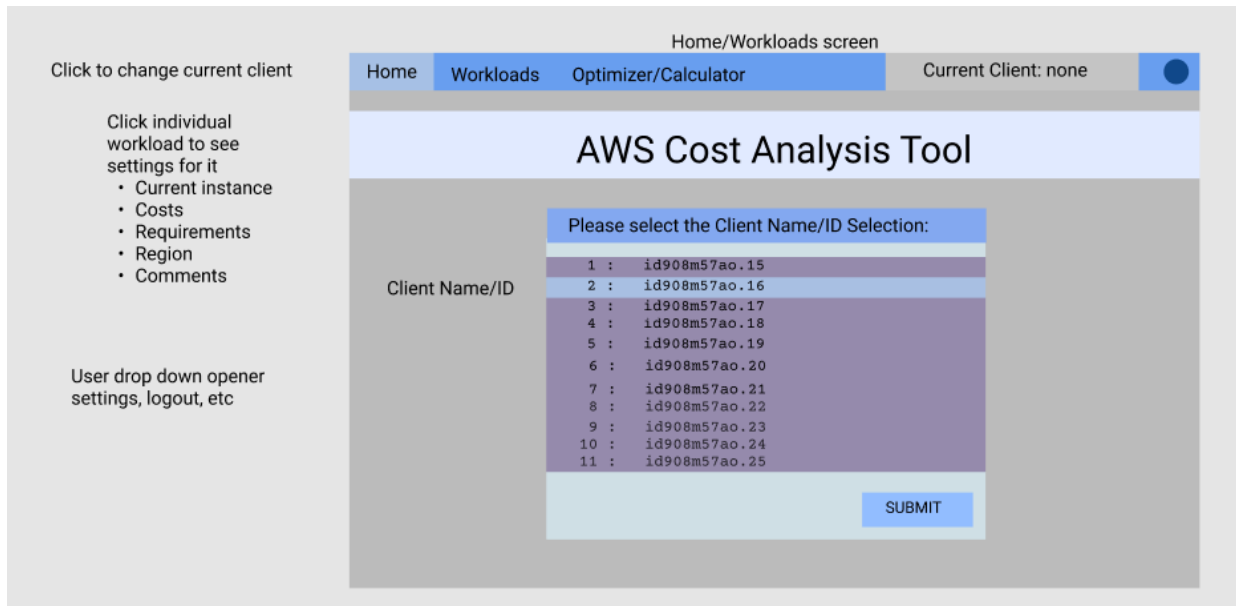 Home/Workloads screen
Click to change current client
Home Workloads Optimizer/Calculator Current Client: none
Click individual
workload to see
settings for it
• Current instance
• Costs
• Requirements
• Region
• Comments
User drop down opener
settings, logout, etc
AWS Cost Analysis Tool
Please select the Client Name/ID Selection:
Client Name/ID
1 : id908m57ao.15
2 : id908m57ao.16
3 : id908m57ao.17
4 : id908m57ao.18
5 : id908m57ao.19
6 : id908m57ao.20
7 : id908m57ao.21
8 : id908m57ao.22
9 : id908m57ao.23
10 : id908m57ao.24
11 : id908m57ao.25
SUBMIT